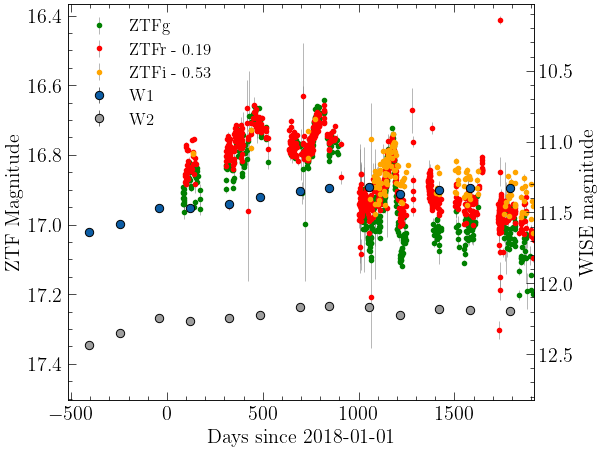 ZTFg
ZTFr - 0.19
ZTFi - 0.53
W1
W2
16.4
16.6
16.8
17.0
17.2
17.4
ZTF Magnitude
10.5
11.0
11.5
12.0
12.5
WISE magnitude
−500
0
500
1000
1500
Days since 2018-01-01